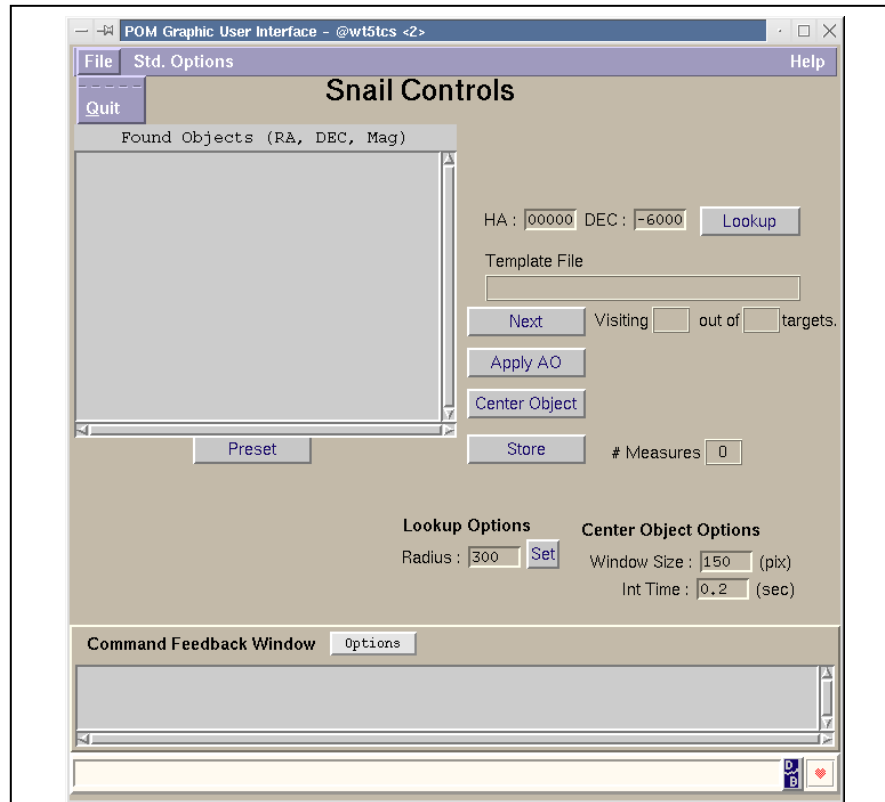 POM Graphic User Interface - @wt5tcs <2>
File Std. Options Help
Quit
Snail Controls
Found Objects (RA, DEC, Mag)
HA : 00000 DEC : -6000 Lookup
Template File
Next Visiting out of targets.
Apply AO
Center Object
Preset Store # Measures 0
Lookup Options Center Object Options
Radius : 300 Set Window Size : 150 (pix)
Int Time : 0.2 (sec)
Command Feedback Window Options
D
B